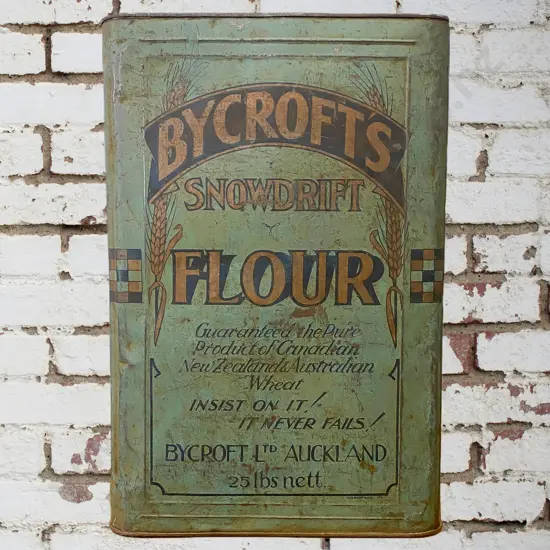 BYCROFT'S
SNOWDRIFT
FLOUR
Guaranteed the Pure
Product of Canadian
New Zealand & Australian
Wheat
INSIST ON IT!
IT NEVER FAILS!
BYCROFT LTD AUCKLAND
25 lbs nett